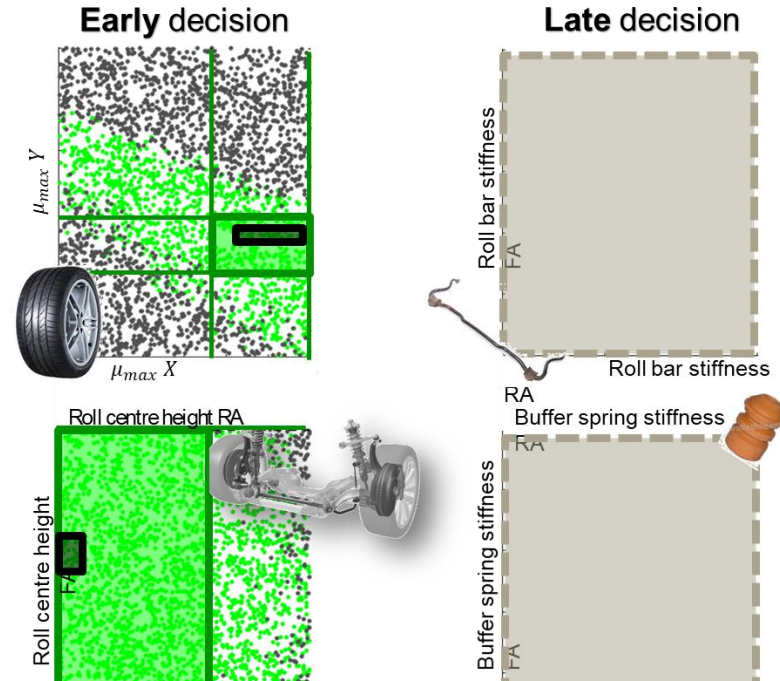 Early decision
Late decision
μmax Y
μmax X
Roll bar stiffness
FA
Roll bar stiffness
RA
Roll centre height RA
Roll centre height
FA
Buffer spring stiffness
RA
Buffer spring stiffness
FA